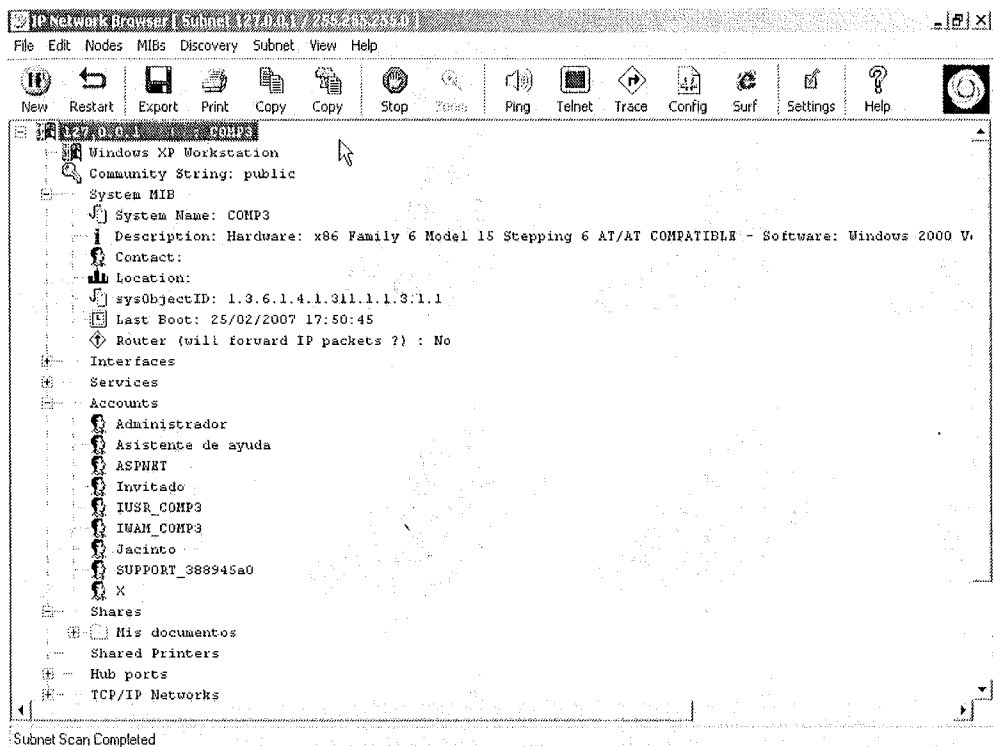 IP Network Browser [ Subnet 127.0.0.1 / 255.255.255.0 ]
File Edit Nodes MIBs Discovery Subnet View Help
New Restart Export Print Copy Copy Stop Zoom Ping Telnet Trace Config Surf Settings Help
127.0.0.1 : COMP3
Windows XP Workstation
Community String: public
System MIB
System Name: COMP3
Description: Hardware: x86 Family 6 Model 15 Stepping 6 AT/AT COMPATIBLE - Software: Windows 2000 V
Contact:
Location:
sysObjectID: 1.3.6.1.4.1.311.1.1.3.1.1
Last Boot: 25/02/2007 17:50:45
Router (will forward IP packets ?) : No
Interfaces
Services
Accounts
Administrador
Asistente de ayuda
ASPNET
Invitado
IUSR_COMP3
IWAM_COMP3
Jacinto
SUPPORT_388945a0
X
Shares
Mis documentos
Shared Printers
Hub ports
TCP/IP Networks
Subnet Scan Completed